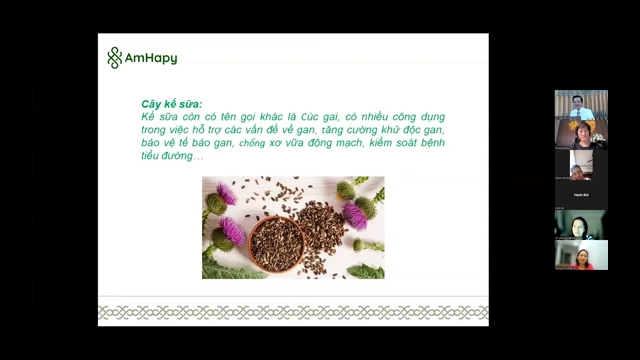 AmHapy
Cây kế sữa:
Kế sữa còn có tên gọi khác là Cúc gai, có nhiều công dụng
trong việc hỗ trợ các vấn đề về gan, tăng cường khử độc gan,
bảo vệ tế bào gan, chống xơ vữa động mạch, kiểm soát bệnh
tiểu đường…
Hạnh Bùi